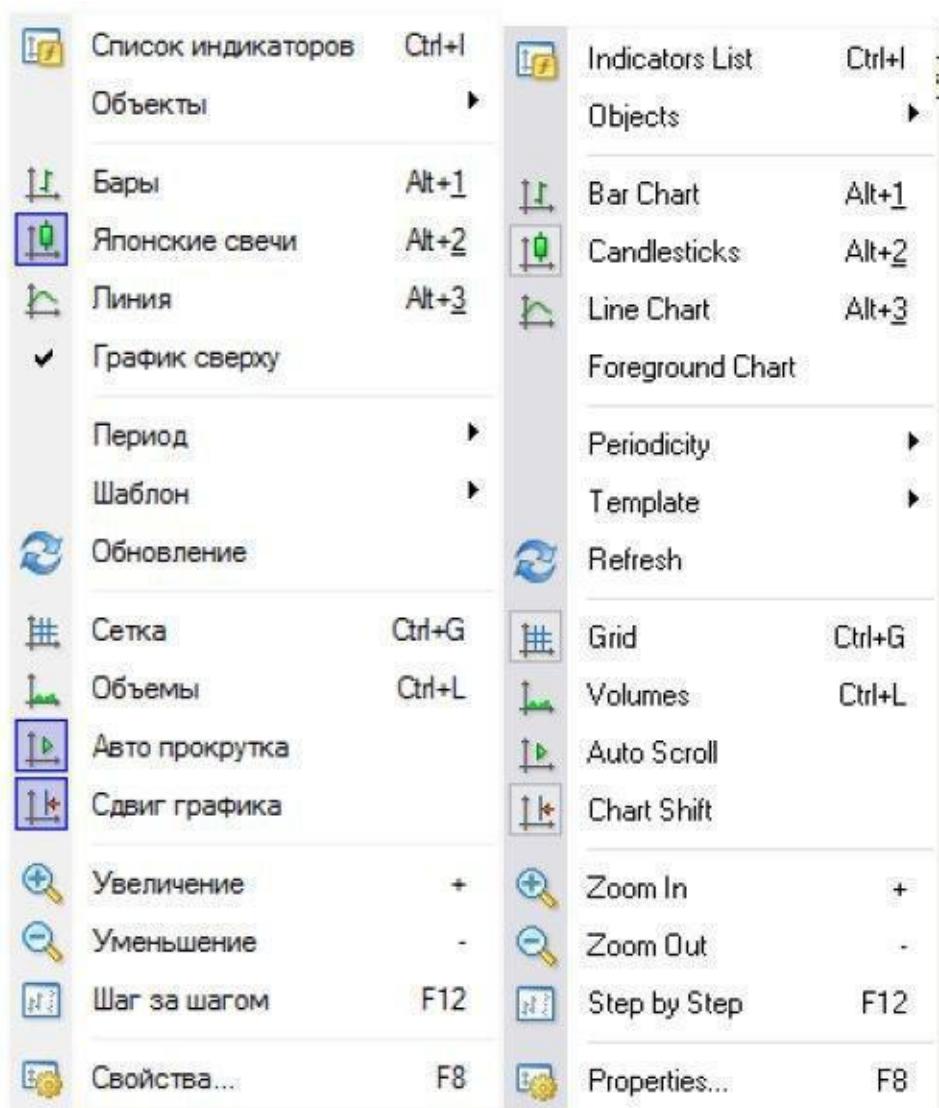 Список индикаторов Ctrl+I
Объекты
Бары Alt+1
Японские свечи Alt+2
Линия Alt+3
График сверху
Период
Шаблон
Обновление
Сетка Ctrl+G
Объемы Ctrl+L
Авто прокрутка
Сдвиг графика
Увеличение +
Уменьшение -
Шаг за шагом F12
Свойства... F8
Indicators List Ctrl+I
Objects
Bar Chart Alt+1
Candlesticks Alt+2
Line Chart Alt+3
Foreground Chart
Periodicity
Template
Refresh
Grid Ctrl+G
Volumes Ctrl+L
Auto Scroll
Chart Shift
Zoom In +
Zoom Out -
Step by Step F12
Properties... F8